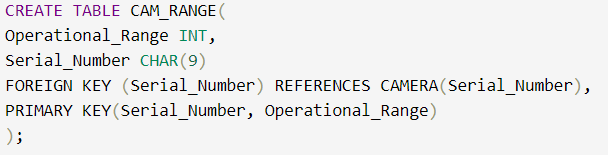 CREATE TABLE CAM_RANGE(
Operational_Range INT,
Serial_Number CHAR(9)
FOREIGN KEY (Serial_Number) REFERENCES CAMERA(Serial_Number),
PRIMARY KEY(Serial_Number, Operational_Range)
);